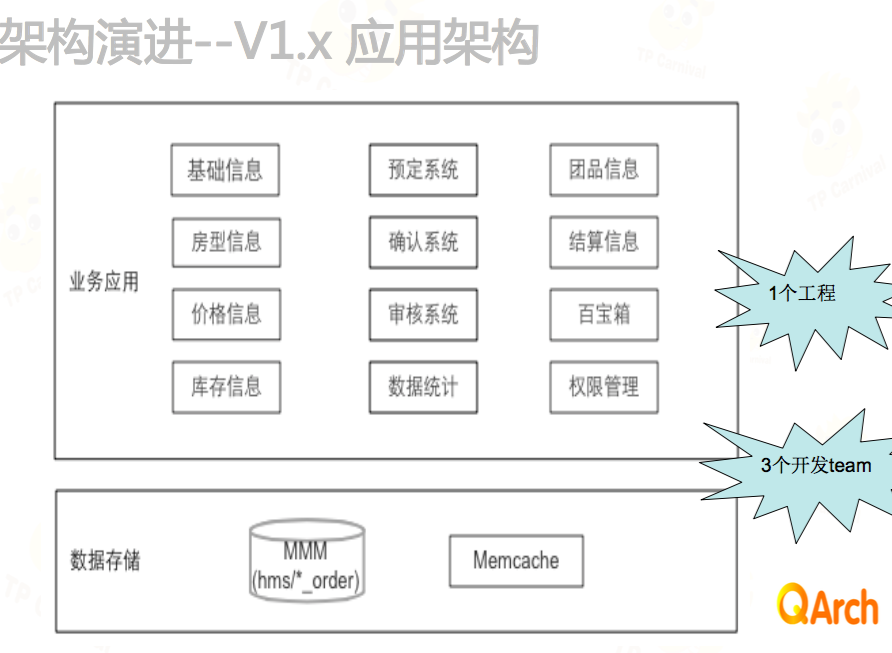 架构演进--V1.x 应用架构
业务应用
基础信息
预定系统
团品信息
房型信息
确认系统
结算信息
价格信息
审核系统
百宝箱
库存信息
数据统计
权限管理
1个工程
3个开发team
数据存储
MMM
(hms/*_order)
Memcache
QArch
TP Carnival
TP Carnival